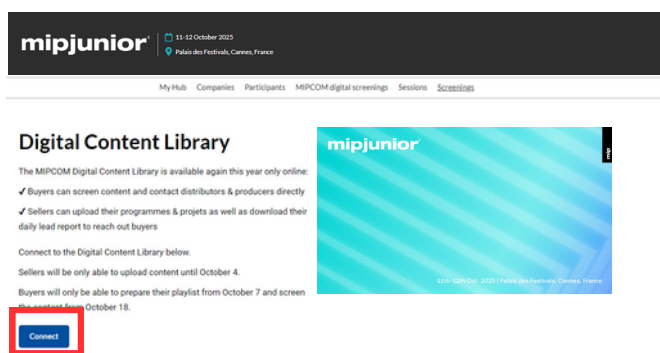 mipjunior
11-12 October 2025
Palais des Festivals, Cannes, France
My Hub Companies Participants MIPCOM digital screenings Sessions Screenings
Digital Content Library
The MIPCOM Digital Content Library is available again this year only online:
✓ Buyers can screen content and contact distributors & producers directly
✓ Sellers can upload their programmes & projets as well as download their
daily lead report to reach out buyers
Connect to the Digital Content Library below.
Sellers will be only able to upload content until October 4.
Buyers will only be able to prepare their playlist from October 7 and screen
the content from October 18.
Connect
mipjunior
mip
11th-12th Oct. 2025 | Palais des Festivals, Cannes, France